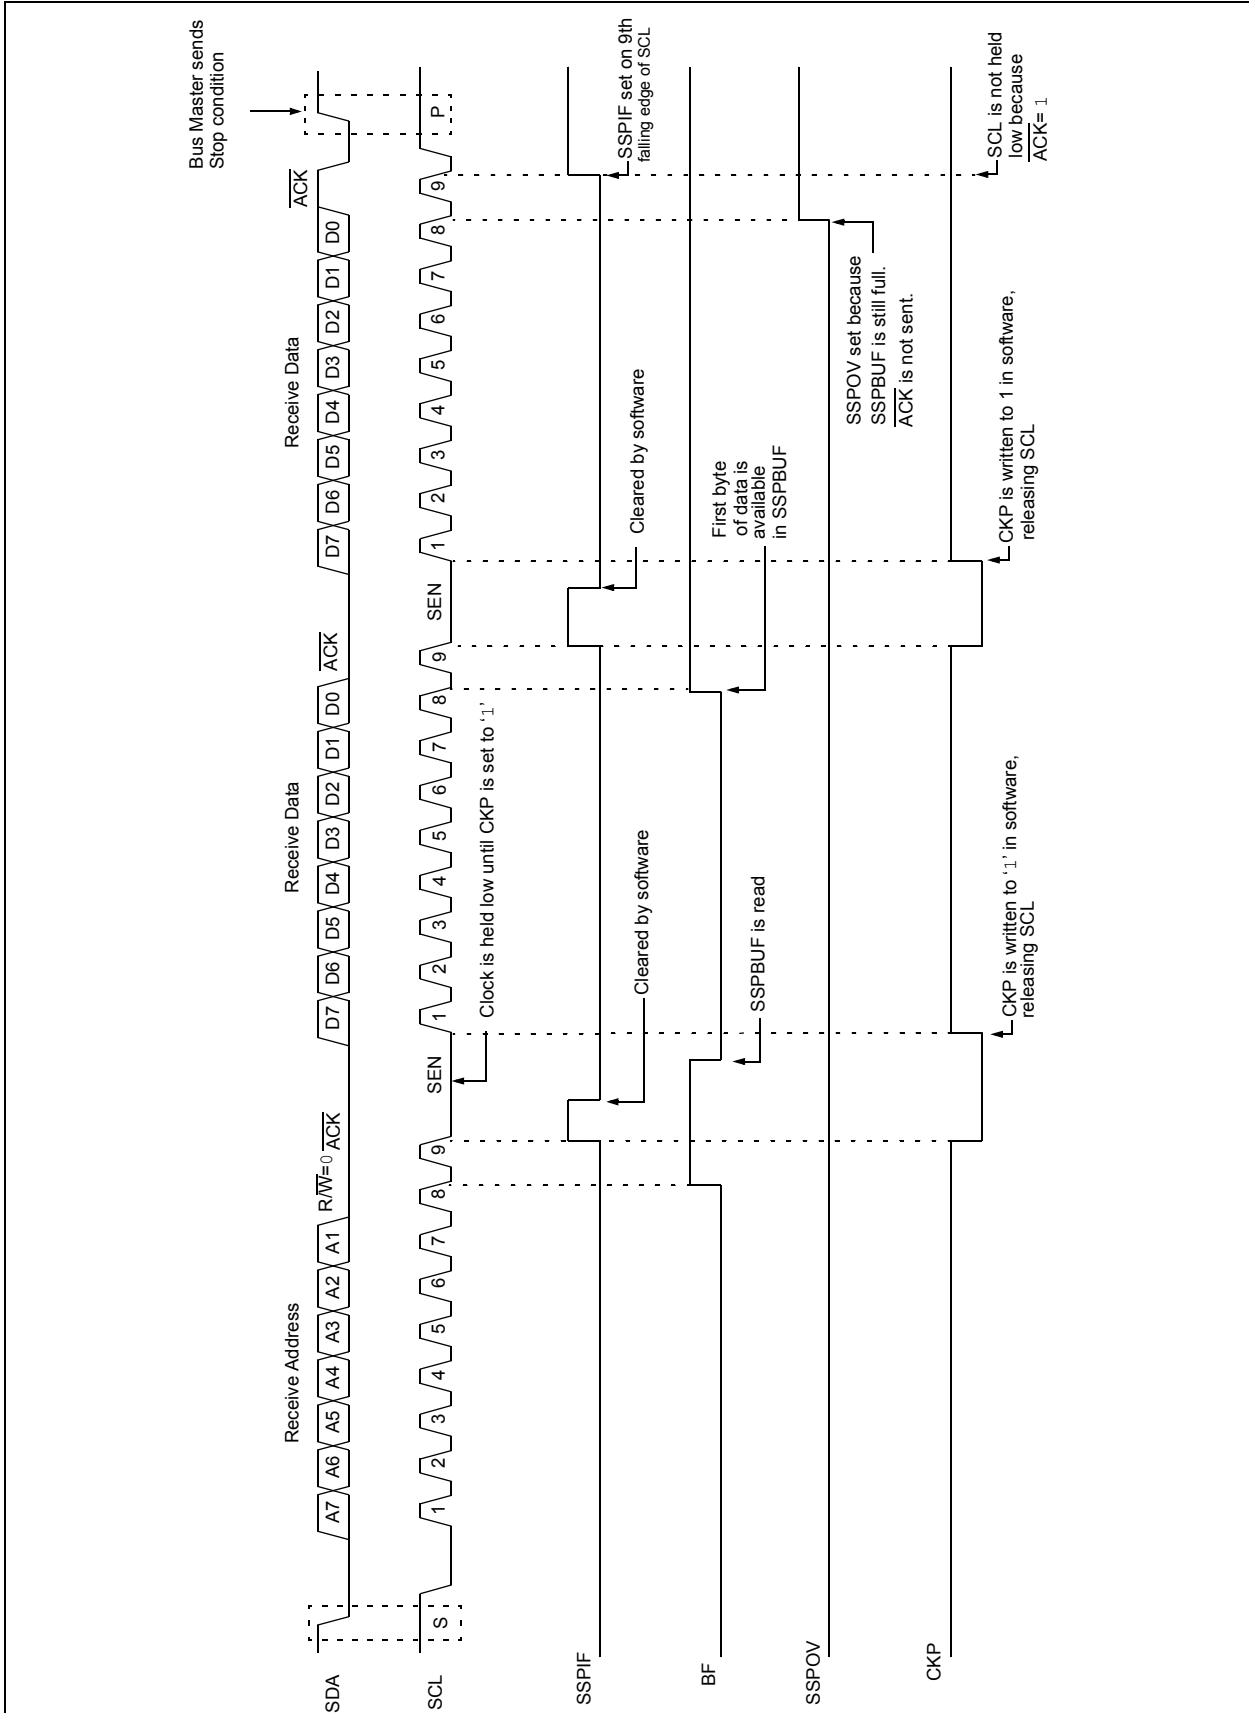 Bus Master sends
Stop condition
Receive Address
R/W=0
ACK
Receive Data
ACK
Receive Data
ACK
SDA
A7 A6 A5 A4 A3 A2 A1
D7 D6 D5 D4 D3 D2 D1 D0
D7 D6 D5 D4 D3 D2 D1 D0
SCL
S
1 2 3 4 5 6 7 8 9
SEN
1 2 3 4 5 6 7 8 9
SEN
1 2 3 4 5 6 7 8 9
P
Clock is held low until CKP is set to ‘1’
SSPIF
Cleared by software
Cleared by software
SSPIF set on 9th
falling edge of SCL
BF
SSPBUF is read
First byte
of data is
available
in SSPBUF
SSPOV
SSPOV set because
SSPBUF is still full.
ACK is not sent.
CKP
CKP is written to ‘1’ in software,
releasing SCL
CKP is written to 1 in software,
releasing SCL
SCL is not held
low because
ACK= 1